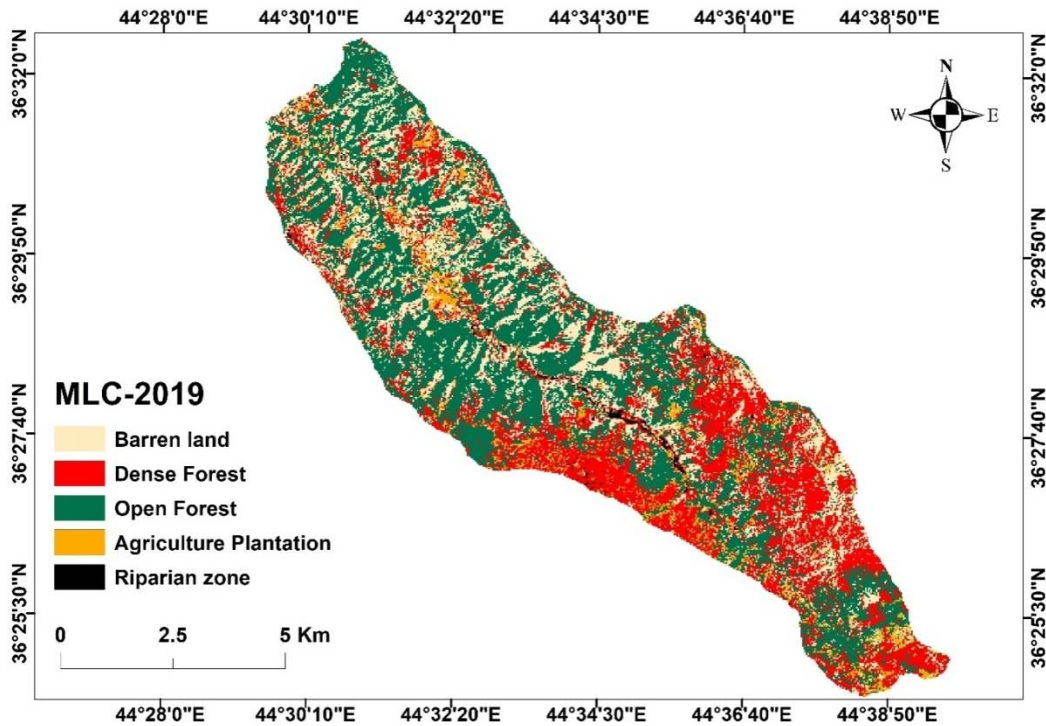 44°28'0"E 44°30'10"E 44°32'20"E 44°34'30"E 44°36'40"E 44°38'50"E
36°32'0"N 36°32'0"N
N
W E
S
36°29'50"N 36°29'50"N
36°27'40"N 36°27'40"N
MLC-2019
Barren land
Dense Forest
Open Forest
Agriculture Plantation
Riparian zone
36°25'30"N 36°25'30"N
0 2.5 5 Km
44°28'0"E 44°30'10"E 44°32'20"E 44°34'30"E 44°36'40"E 44°38'50"E